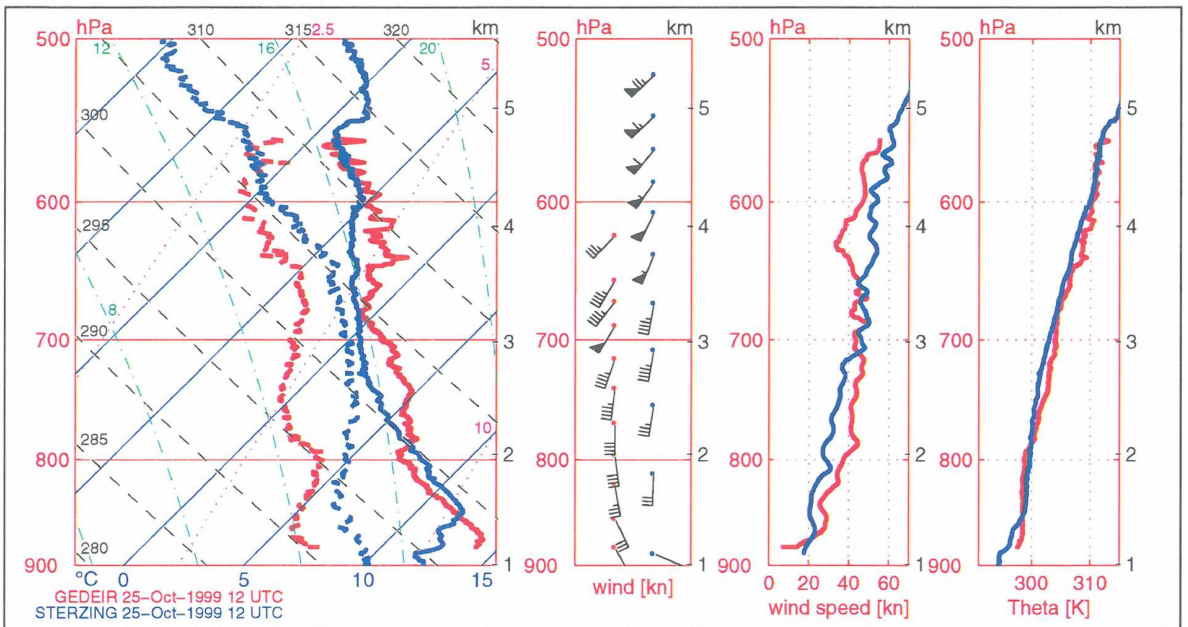 hPa 310 315 2.5 320 km
500 12 16 20
5
300 5
600
295 4
8
290
700 3
285 10
800 2
280
900 1
°C 0 5 10 15
GEDEIR 25-Oct-1999 12 UTC
STERZING 25-Oct-1999 12 UTC
hPa km
500
5
600
4
700 3
800 2
900 1
wind [kn]
hPa km
500
5
600
4
700 3
800 2
900 1
0 20 40 60
wind speed [kn]
hPa km
500
5
600
4
700 3
800 2
900 1
300 310
Theta [K]